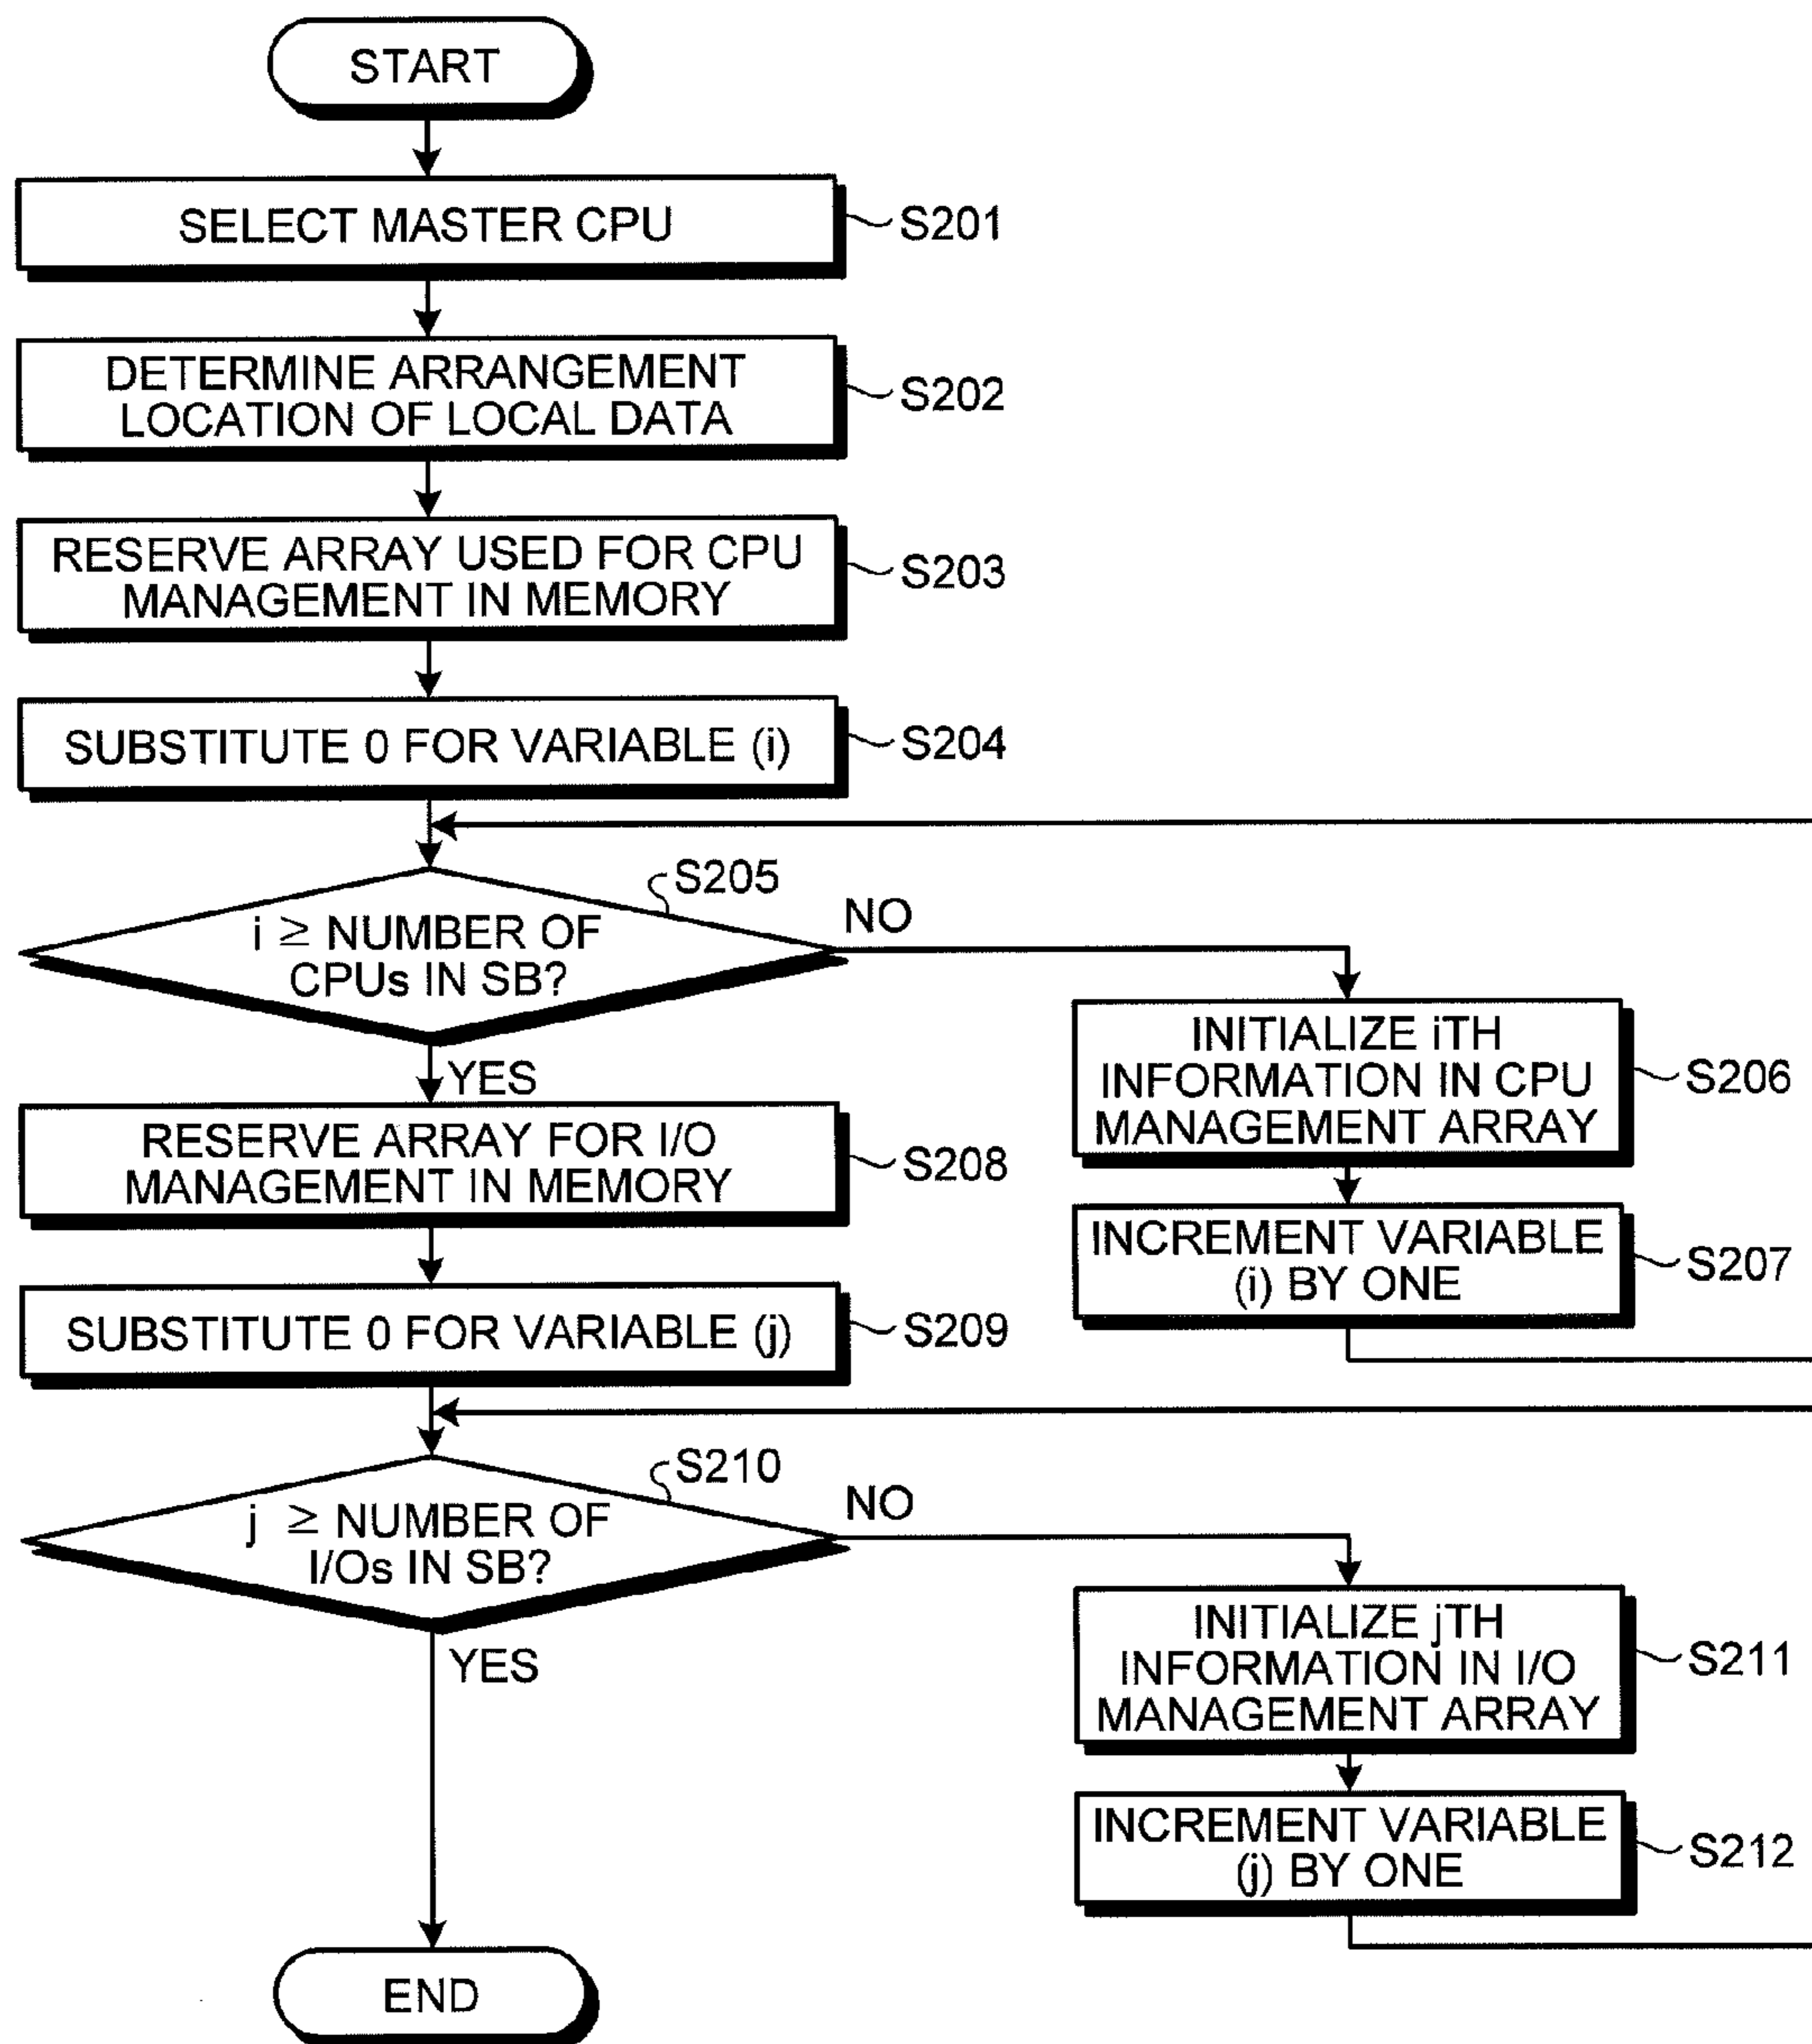 START
SELECT MASTER CPU
S201
DETERMINE ARRANGEMENT
LOCATION OF LOCAL DATA
S202
RESERVE ARRAY USED FOR CPU
MANAGEMENT IN MEMORY
S203
SUBSTITUTE 0 FOR VARIABLE (i)
S204
S205
i ≥ NUMBER OF
CPUs IN SB?
NO
YES
INITIALIZE iTH
INFORMATION IN CPU
MANAGEMENT ARRAY
S206
INCREMENT VARIABLE
(i) BY ONE
S207
RESERVE ARRAY FOR I/O
MANAGEMENT IN MEMORY
S208
SUBSTITUTE 0 FOR VARIABLE (j)
S209
S210
j ≥ NUMBER OF
I/Os IN SB?
NO
YES
INITIALIZE jTH
INFORMATION IN I/O
MANAGEMENT ARRAY
S211
INCREMENT VARIABLE
(j) BY ONE
S212
END